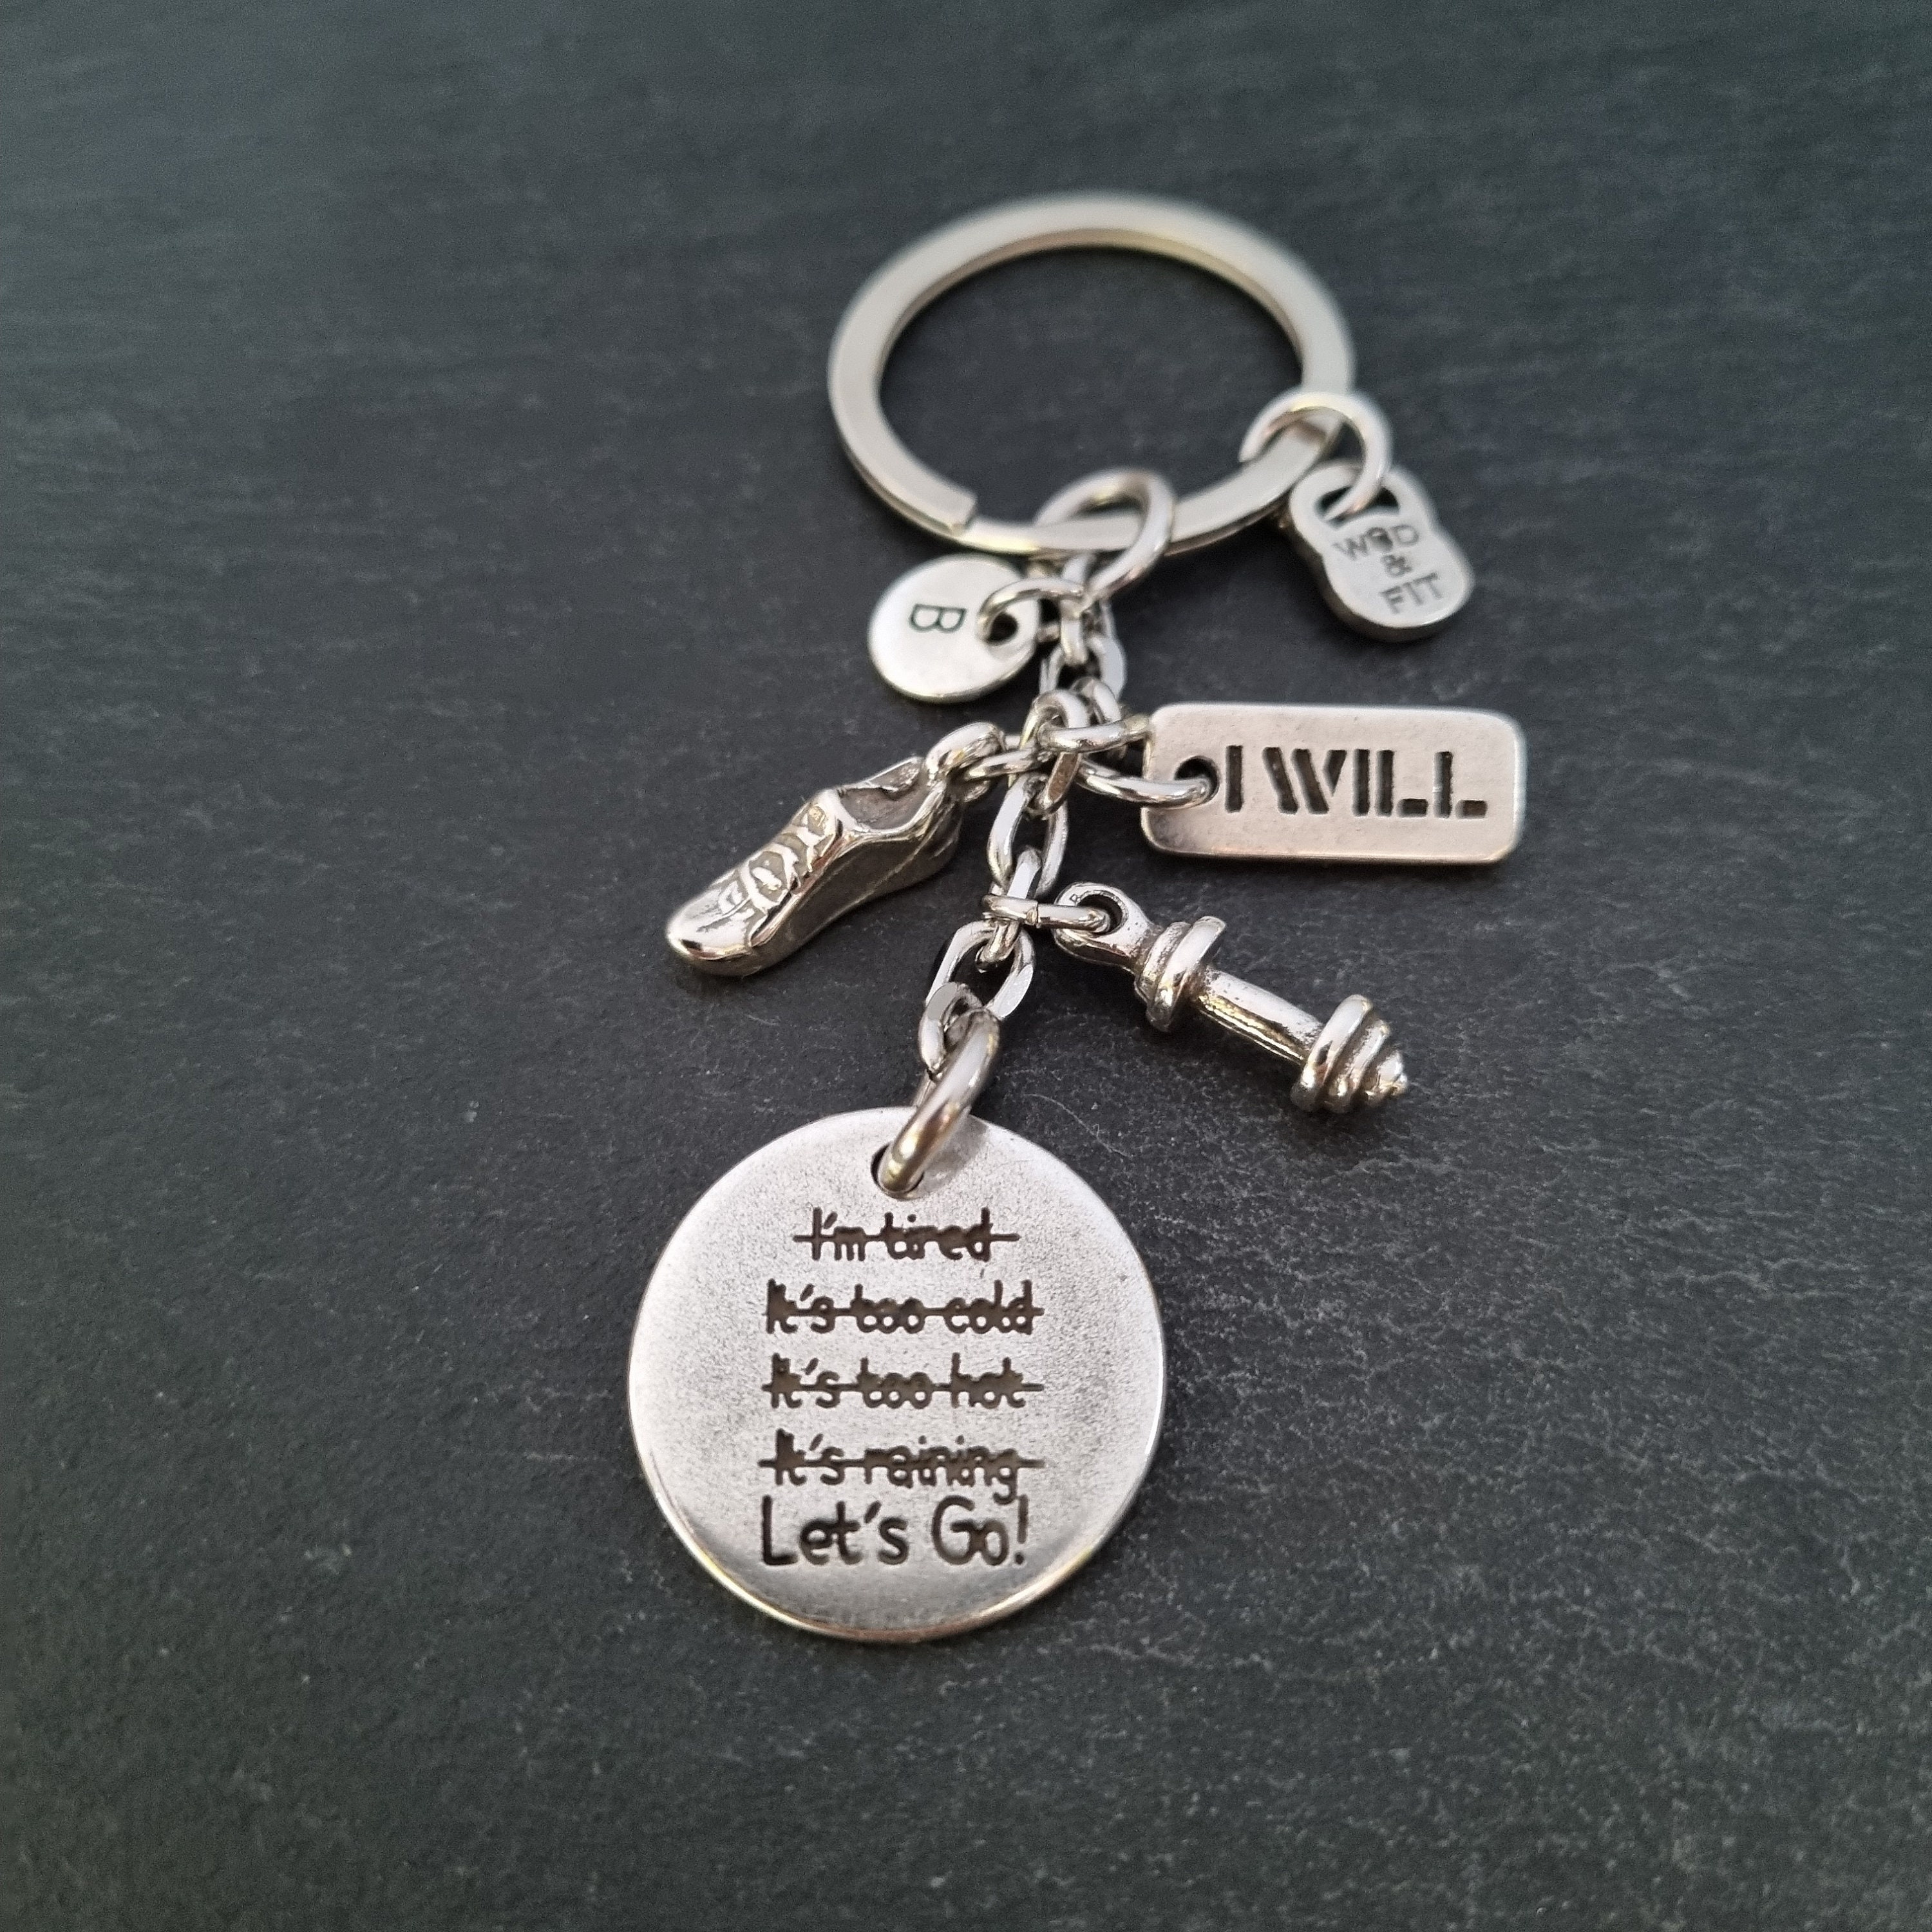 WOD
&
FIT
B
I WILL
I'm tired
It's too cold
It's too hot
It's raining
Let's Go!